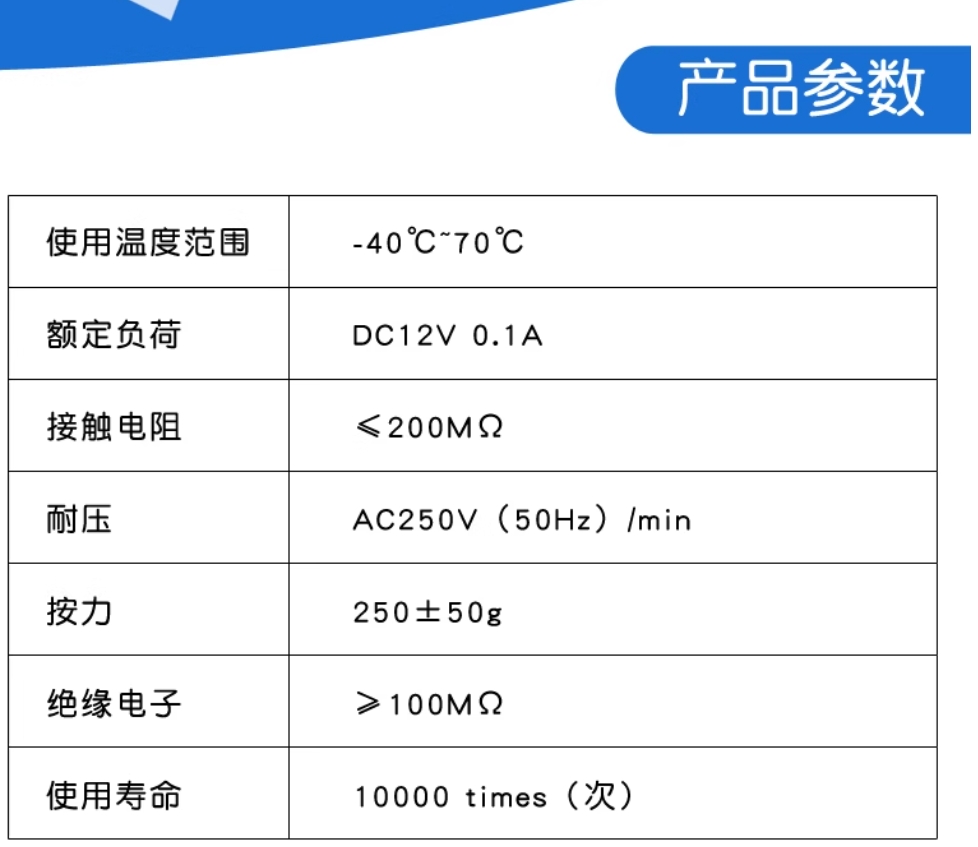 产品参数
使用温度范围 -40℃~70℃
额定负荷 DC12V 0.1A
接触电阻 ≤200MΩ
耐压 AC250V（50Hz）/min
按力 250±50g
绝缘电子 ≥100MΩ
使用寿命 10000 times（次）